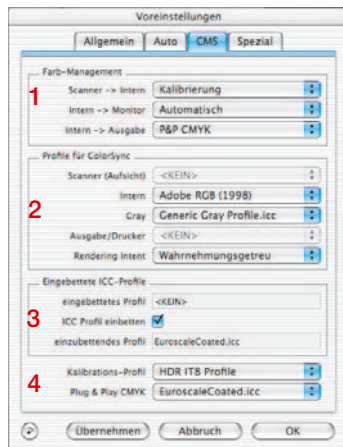 Voreinstellungen
Allgemein Auto CMS Spezial
Farb-Management
1
Scanner -> Intern Kalibrierung
Intern -> Monitor Automatisch
Intern -> Ausgabe P&P CMYK
Profile für ColorSync
Scanner (Aufsicht) <KEIN>
2
Intern Adobe RGB (1998)
Gray Generic Gray Profile.icc
Ausgabe/Drucker <KEIN>
Rendering Intent Wahrnehmungsgetreu
Eingebettete ICC-Profile
eingebettetes Profil <KEIN>
3
ICC Profil einbetten
einzubettendes Profil EuroscaleCoated.icc
4
Kalibrations-Profil HDR IT8 Profile
Plug & Play CMYK EuroscaleCoated.icc
Übernehmen Abbruch OK